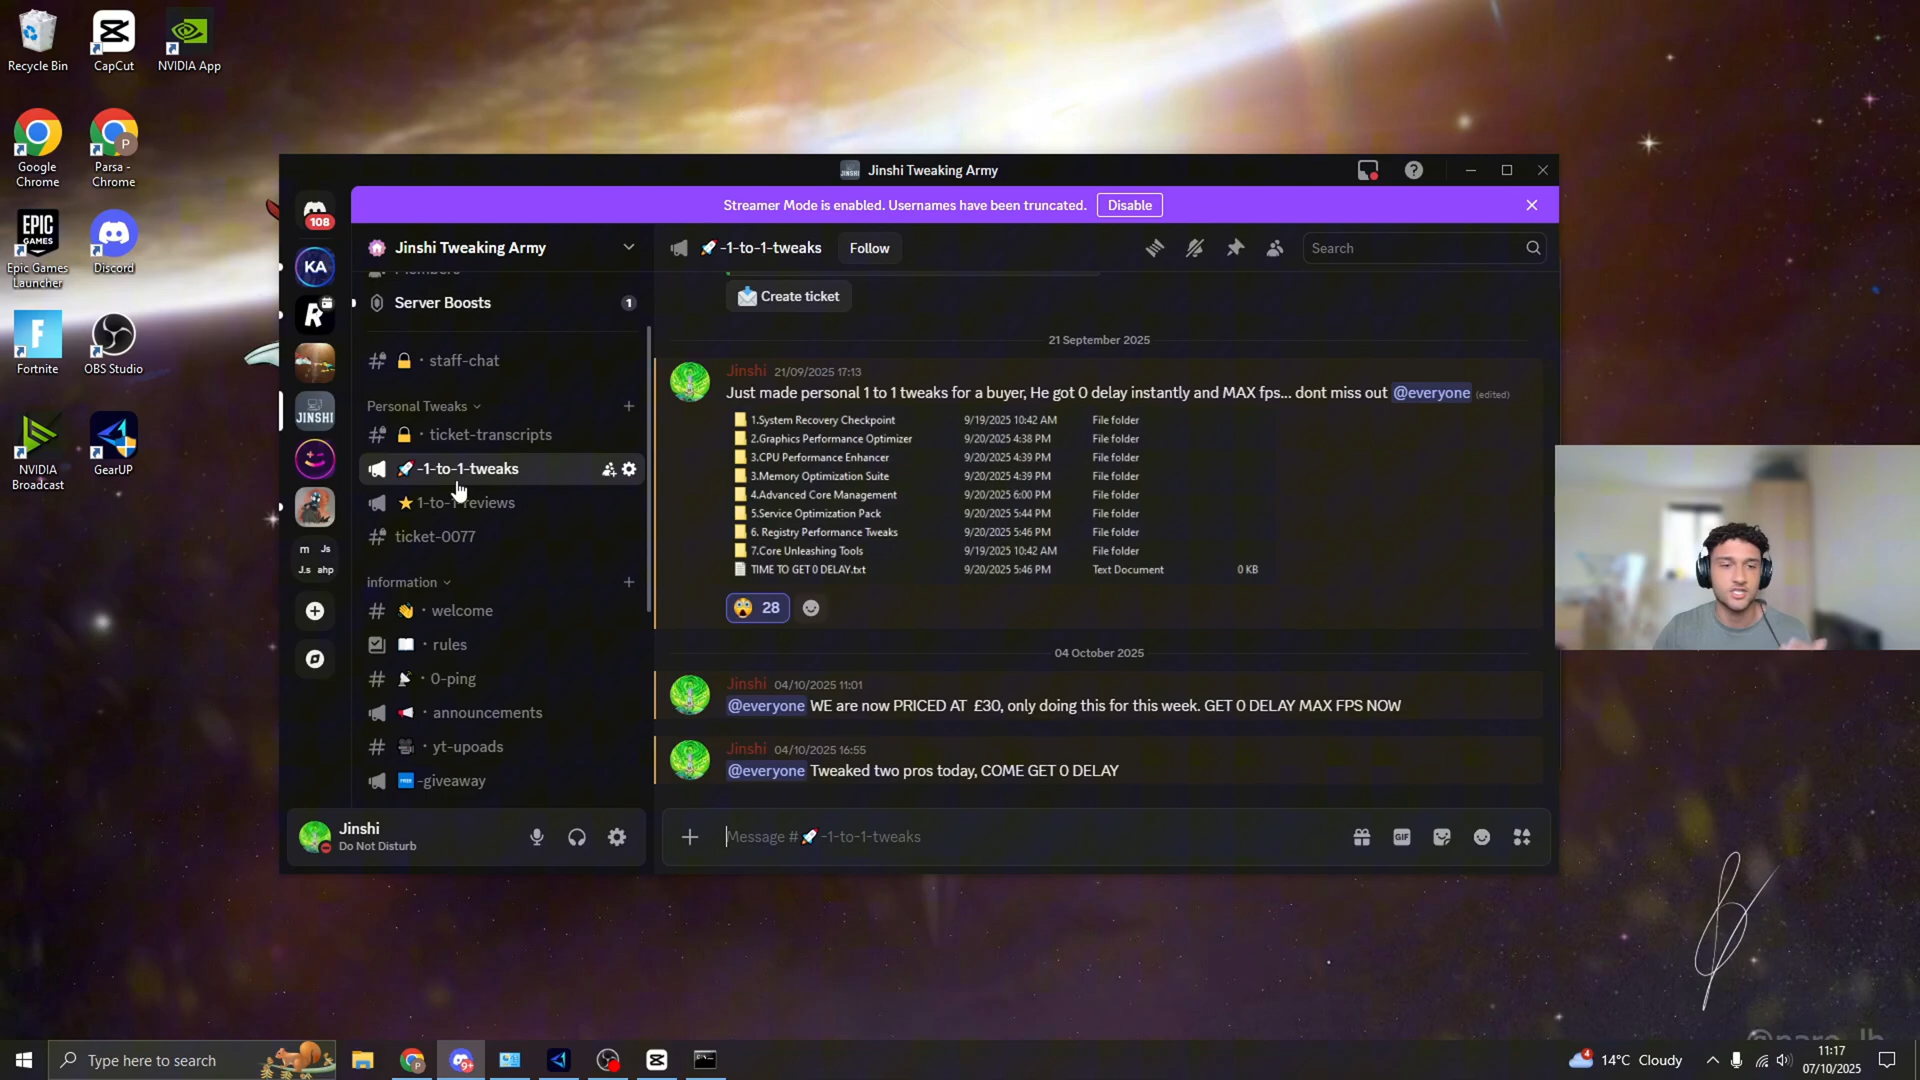 Recycle Bin
CapCut
NVIDIA App
Google Chrome
Parsa - Chrome
Epic Games Launcher
Discord
Fortnite
OBS Studio
NVIDIA Broadcast
GearUP
Jinshi Tweaking Army
Streamer Mode is enabled. Usernames have been truncated.
Disable
108
KA
JINSHI
m Js
J.s ahp
Jinshi Tweaking Army
Members
Server Boosts
1
staff-chat
Personal Tweaks
ticket-transcripts
-1-to-1-tweaks
1-to-1-reviews
ticket-0077
information
welcome
rules
0-ping
announcements
yt-upoads
-giveaway
Jinshi
Do Not Disturb
-1-to-1-tweaks
Follow
Search
Create ticket
21 September 2025
Jinshi 21/09/2025 17:13
Just made personal 1 to 1 tweaks for a buyer, He got 0 delay instantly and MAX fps... dont miss out @everyone (edited)
1.System Recovery Checkpoint 9/19/2025 10:42 AM File folder
2.Graphics Performance Optimizer 9/20/2025 4:38 PM File folder
3.CPU Performance Enhancer 9/20/2025 4:39 PM File folder
3.Memory Optimization Suite 9/20/2025 4:39 PM File folder
4.Advanced Core Management 9/20/2025 6:00 PM File folder
5.Service Optimization Pack 9/20/2025 5:44 PM File folder
6. Registry Performance Tweaks 9/20/2025 5:46 PM File folder
7.Core Unleashing Tools 9/19/2025 10:42 AM File folder
TIME TO GET 0 DELAY.txt 9/20/2025 5:46 PM Text Document 0 KB
28
04 October 2025
Jinshi 04/10/2025 11:01
@everyone WE are now PRICED AT £30, only doing this for this week. GET 0 DELAY MAX FPS NOW
Jinshi 04/10/2025 16:55
@everyone Tweaked two pros today, COME GET 0 DELAY
Message # -1-to-1-tweaks
GIF
Type here to search
9+
4
14°C Cloudy
11:17
07/10/2025